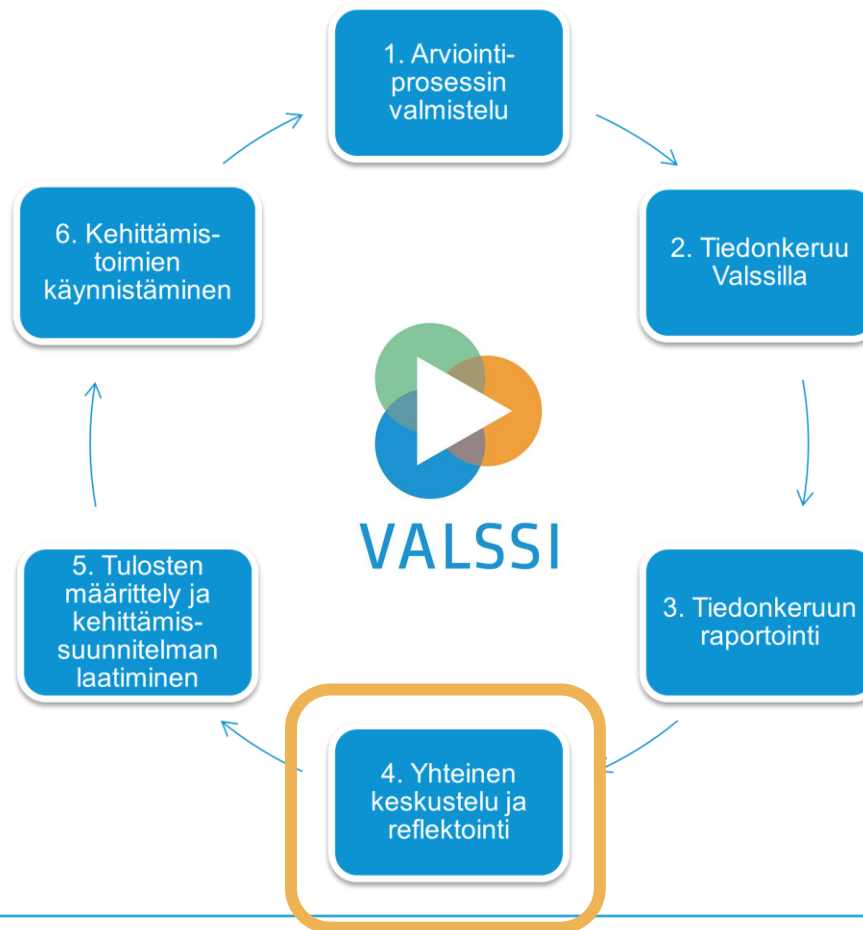 1. Arviointi-
prosessin
valmistelu
2. Tiedonkeruu
Valssilla
3. Tiedonkeruun
raportointi
4. Yhteinen
keskustelu ja
reflektointi
5. Tulosten
määrittely ja
kehittämis-
suunnitelman
laatiminen
6. Kehittämis-
toimien
käynnistäminen
VALSSI